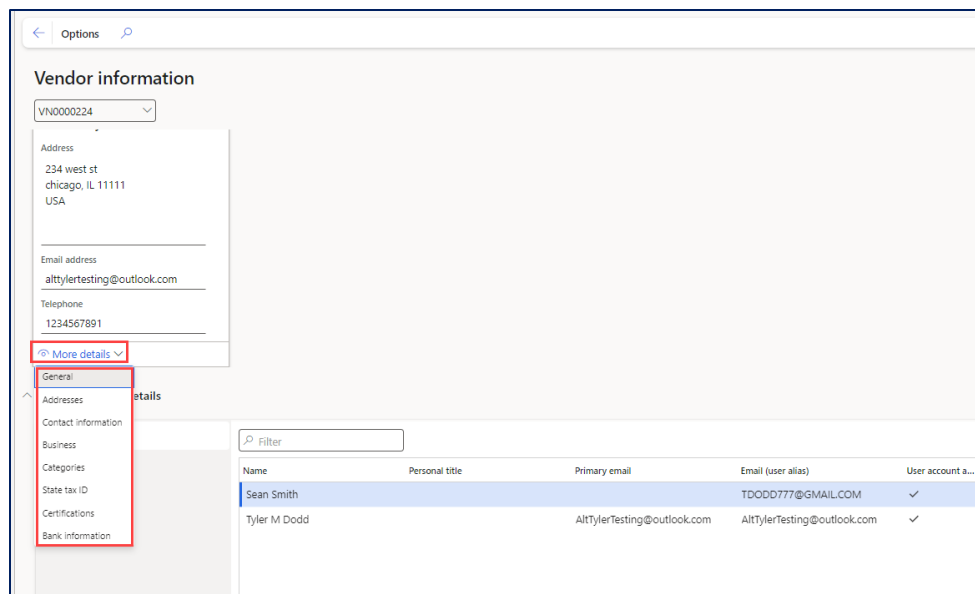 Options
Vendor information
VN0000224
Address
234 west st
chicago, IL 11111
USA
Email address
alttylertesting@outlook.com
Telephone
1234567891
More details
General
Addresses
Contact information
Business
Categories
State tax ID
Certifications
Bank information
etails
Filter
Name Personal title Primary email Email (user alias) User account a...
Sean Smith TDODD777@GMAIL.COM
Tyler M Dodd AltTylerTesting@outlook.com AltTylerTesting@outlook.com